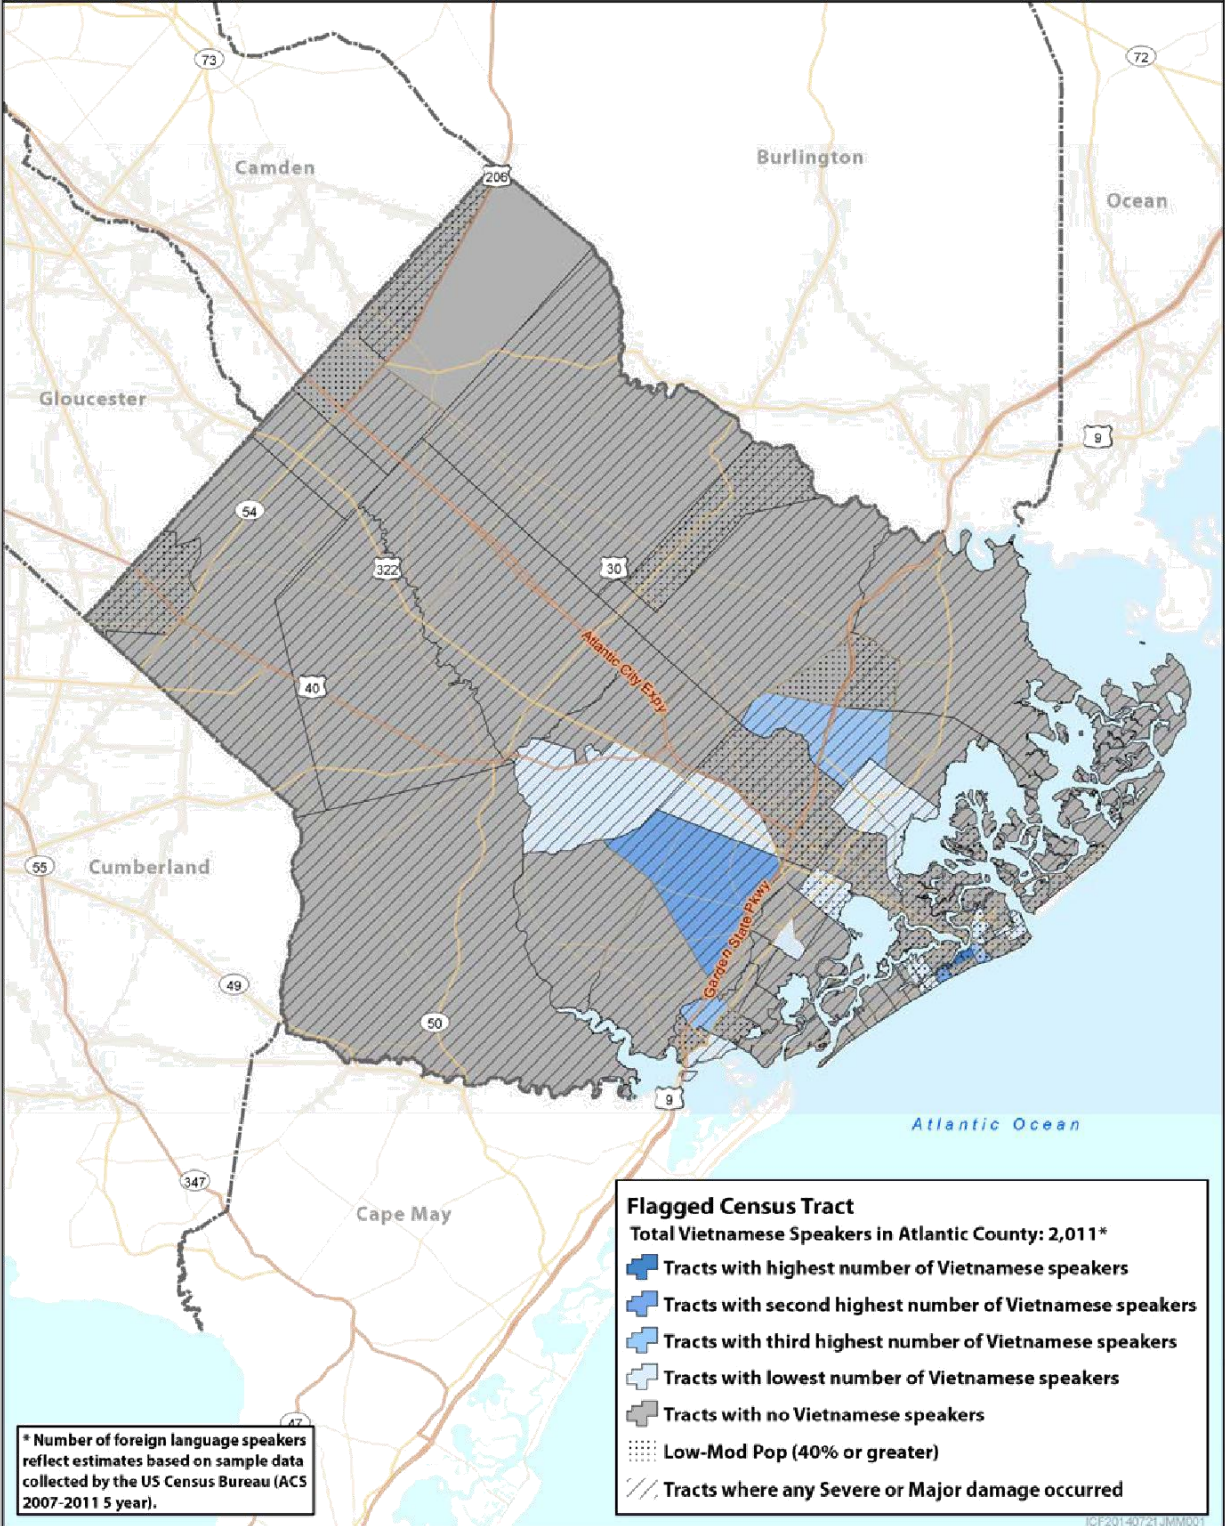 73
72
Camden
Burlington
206
Ocean
Gloucester
9
54
322
30
Atlantic City Expy
40
55
Cumberland
Garden State Pkwy
49
50
9
Atlantic Ocean
347
Cape May
47
Flagged Census Tract
Total Vietnamese Speakers in Atlantic County: 2,011*
Tracts with highest number of Vietnamese speakers
Tracts with second highest number of Vietnamese speakers
Tracts with third highest number of Vietnamese speakers
Tracts with lowest number of Vietnamese speakers
Tracts with no Vietnamese speakers
Low-Mod Pop (40% or greater)
Tracts where any Severe or Major damage occurred
* Number of foreign language speakers
reflect estimates based on sample data
collected by the US Census Bureau (ACS
2007-2011 5 year).
ICF20140721JMM001